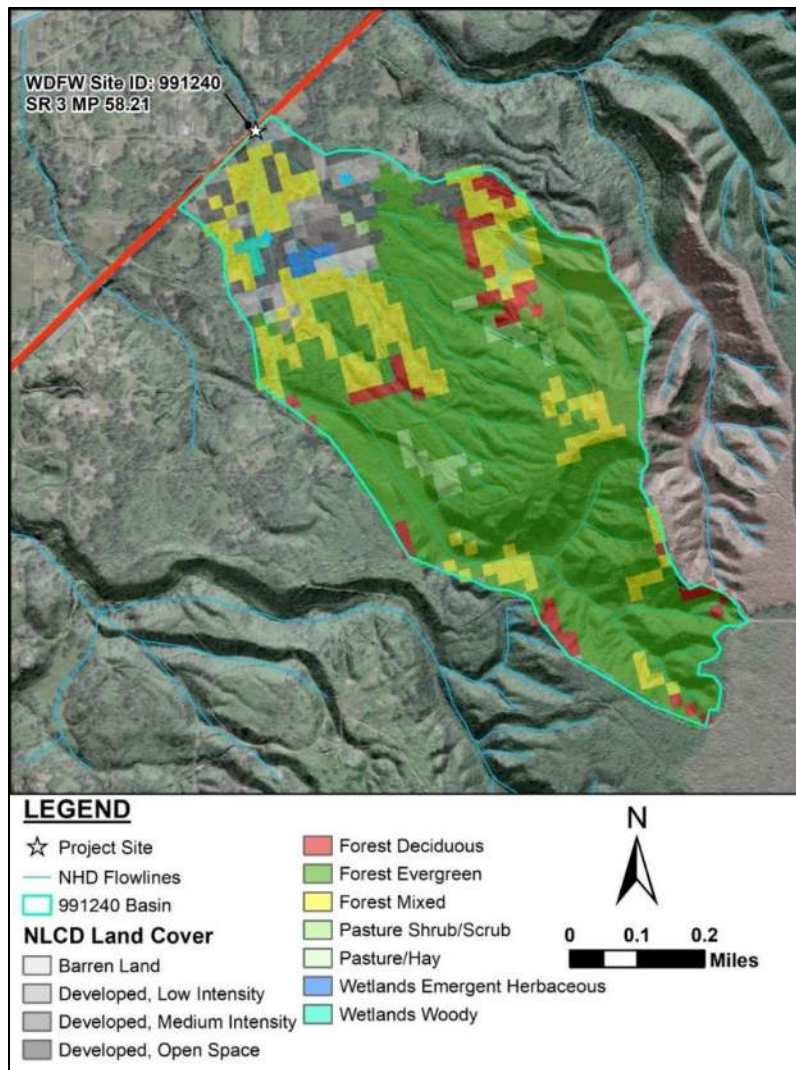 WDFW Site ID: 991240
SR 3 MP 58.21
LEGEND
Project Site
NHD Flowlines
991240 Basin
NLCD Land Cover
Barren Land
Developed, Low Intensity
Developed, Medium Intensity
Developed, Open Space
Forest Deciduous
Forest Evergreen
Forest Mixed
Pasture Shrub/Scrub
Pasture/Hay
Wetlands Emergent Herbaceous
Wetlands Woody
N
0 0.1 0.2
Miles